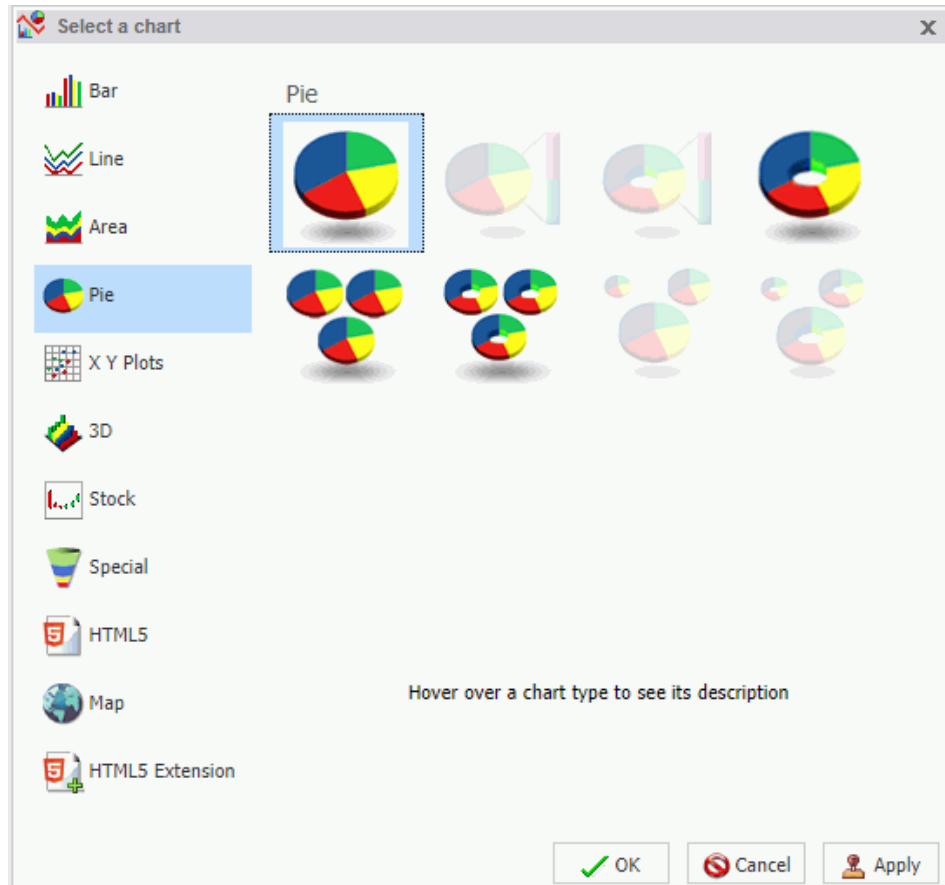 Select a chart
x
Bar
Line
Area
Pie
X Y Plots
3D
Stock
Special
HTML5
Map
HTML5 Extension
Pie
Hover over a chart type to see its description
OK
Cancel
Apply